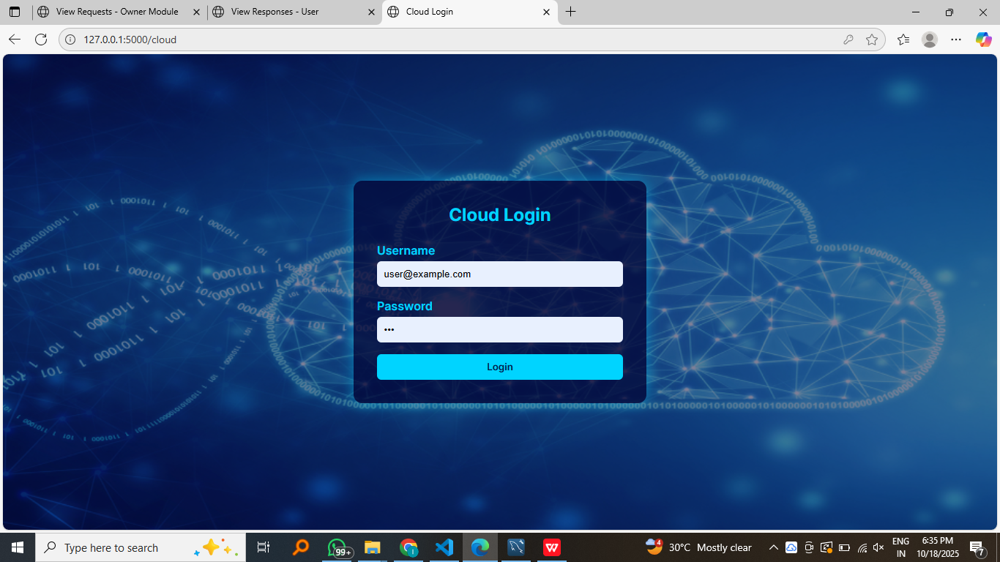 View Requests - Owner Module
View Responses - User
Cloud Login
127.0.0.1:5000/cloud
Cloud Login
Username
user@example.com
Password
•••
Login
Type here to search
99+
4
30°C Mostly clear
ENG
IN
6:35 PM
10/18/2025
7